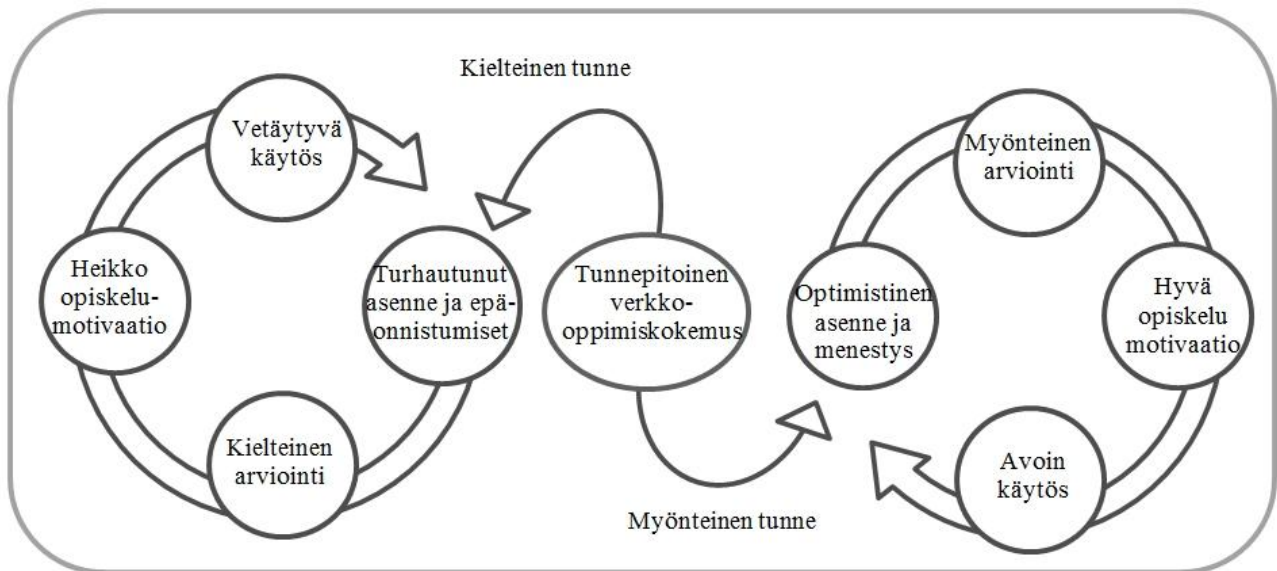 Kielteinen tunne
Vetäytyvä
käytös
Heikko
opiskelu-
motivaatio
Turhautunut
asenne ja epä-
onnistumiset
Kielteinen
arviointi
Tunnepitoinen
verkko-
oppimiskokemus
Myönteinen tunne
Optimistinen
asenne ja
menestys
Myönteinen
arviointi
Hyvä
opiskelu
motivaatio
Avoin
käytös